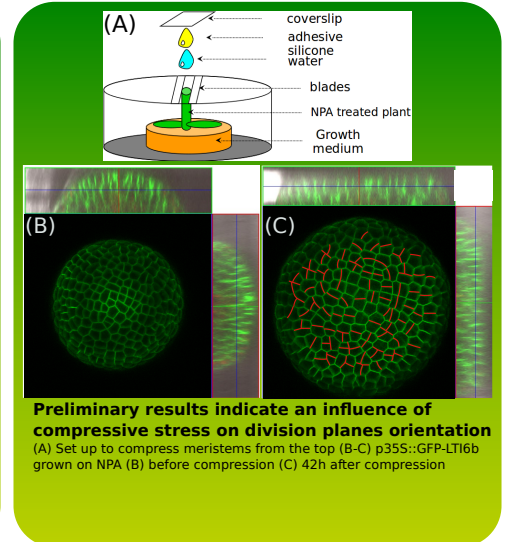 (A)
coverslip
adhesive
silicone
water
blades
NPA treated plant
Growth
medium
(B)
(C)
Preliminary results indicate an influence of
compressive stress on division planes orientation
(A) Set up to compress meristems from the top (B-C) p35S::GFP-LTI6b
grown on NPA (B) before compression (C) 42h after compression